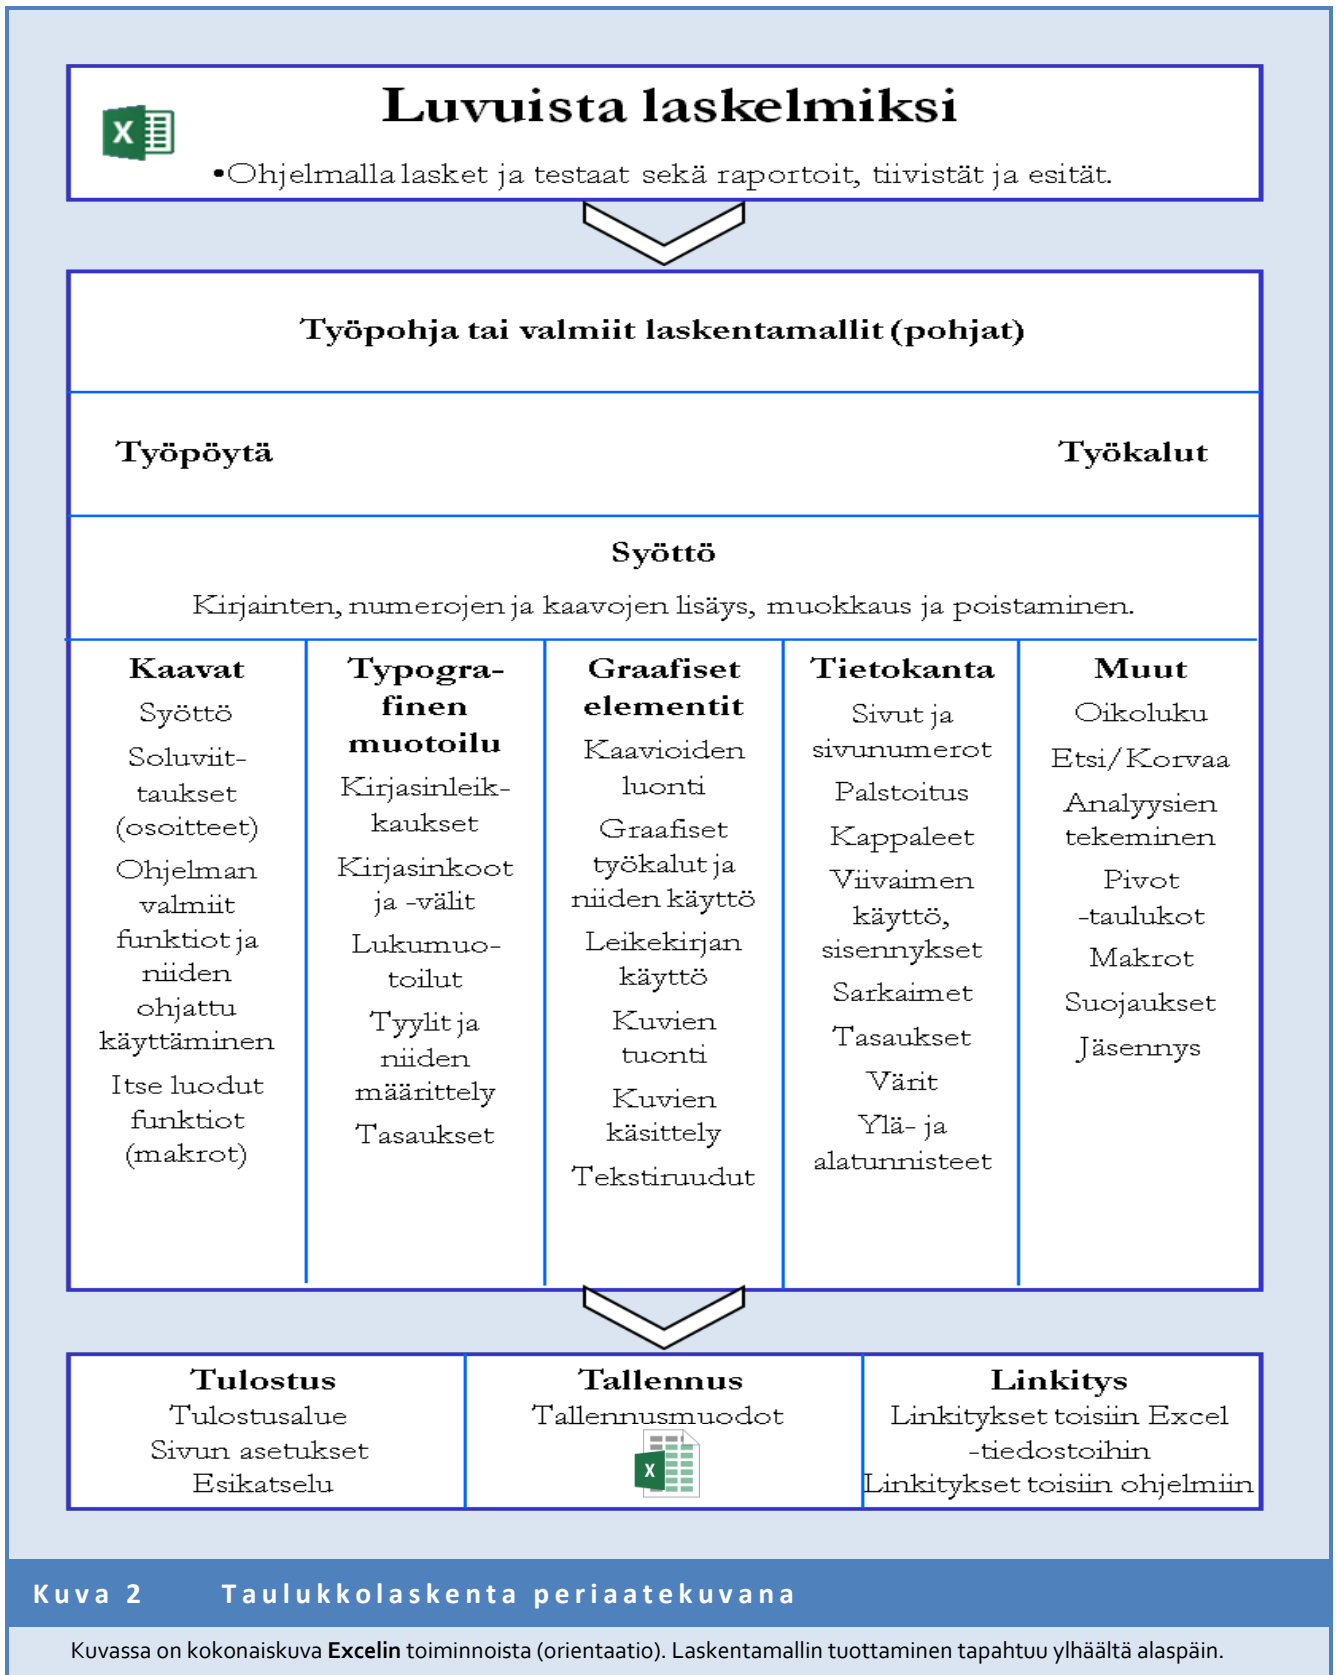 Luvuista laskelmiksi
•Ohjelmalla lasket ja testaat sekä raportoit, tiivistät ja esität.
Työpohja tai valmiit laskentamallit (pohjat)
Työpöytä
Työkalut
Syöttö
Kirjainten, numerojen ja kaavojen lisäys, muokkaus ja poistaminen.
Kaavat
Syöttö
Soluviit-
taukset
(osoitteet)
Ohjelman
valmiit
funktiot ja
niiden
ohjattu
käyttäminen
Itse luodut
funktiot
(makrot)
Typogra-
finen
muotoilu
Kirjasinleik-
kaukset
Kirjasinkoot
ja -välit
Lukumuo-
toilut
Tyylit ja
niiden
määrittely
Tasaukset
Graafiset
elementit
Kaavioiden
luonti
Graafiset
työkalut ja
niiden käyttö
Leikekirjan
käyttö
Kuvien
tuonti
Kuvien
käsittely
Tekstiruudut
Tietokanta
Sivut ja
sivunumerot
Palstoitus
Kappaleet
Viivaimen
käyttö,
sisennykset
Sarkaimet
Tasaukset
Värit
Ylä- ja
alatunnisteet
Muut
Oikoluku
Etsi/Korvaa
Analyysien
tekeminen
Pivot
-taulukot
Makrot
Suojaukset
Jäsennys
Tulostus
Tulostusalue
Sivun asetukset
Esikatselu
Tallennus
Tallennusmuodot
Linkitys
Linkitykset toisiin Excel
-tiedostoihin
Linkitykset toisiin ohjelmiin
Kuva 2 Taulukkolaskenta periaatekuvana
Kuvassa on kokonaiskuva Excelin toiminnoista (orientaatio). Laskentamallin tuottaminen tapahtuu ylhäältä alaspäin.